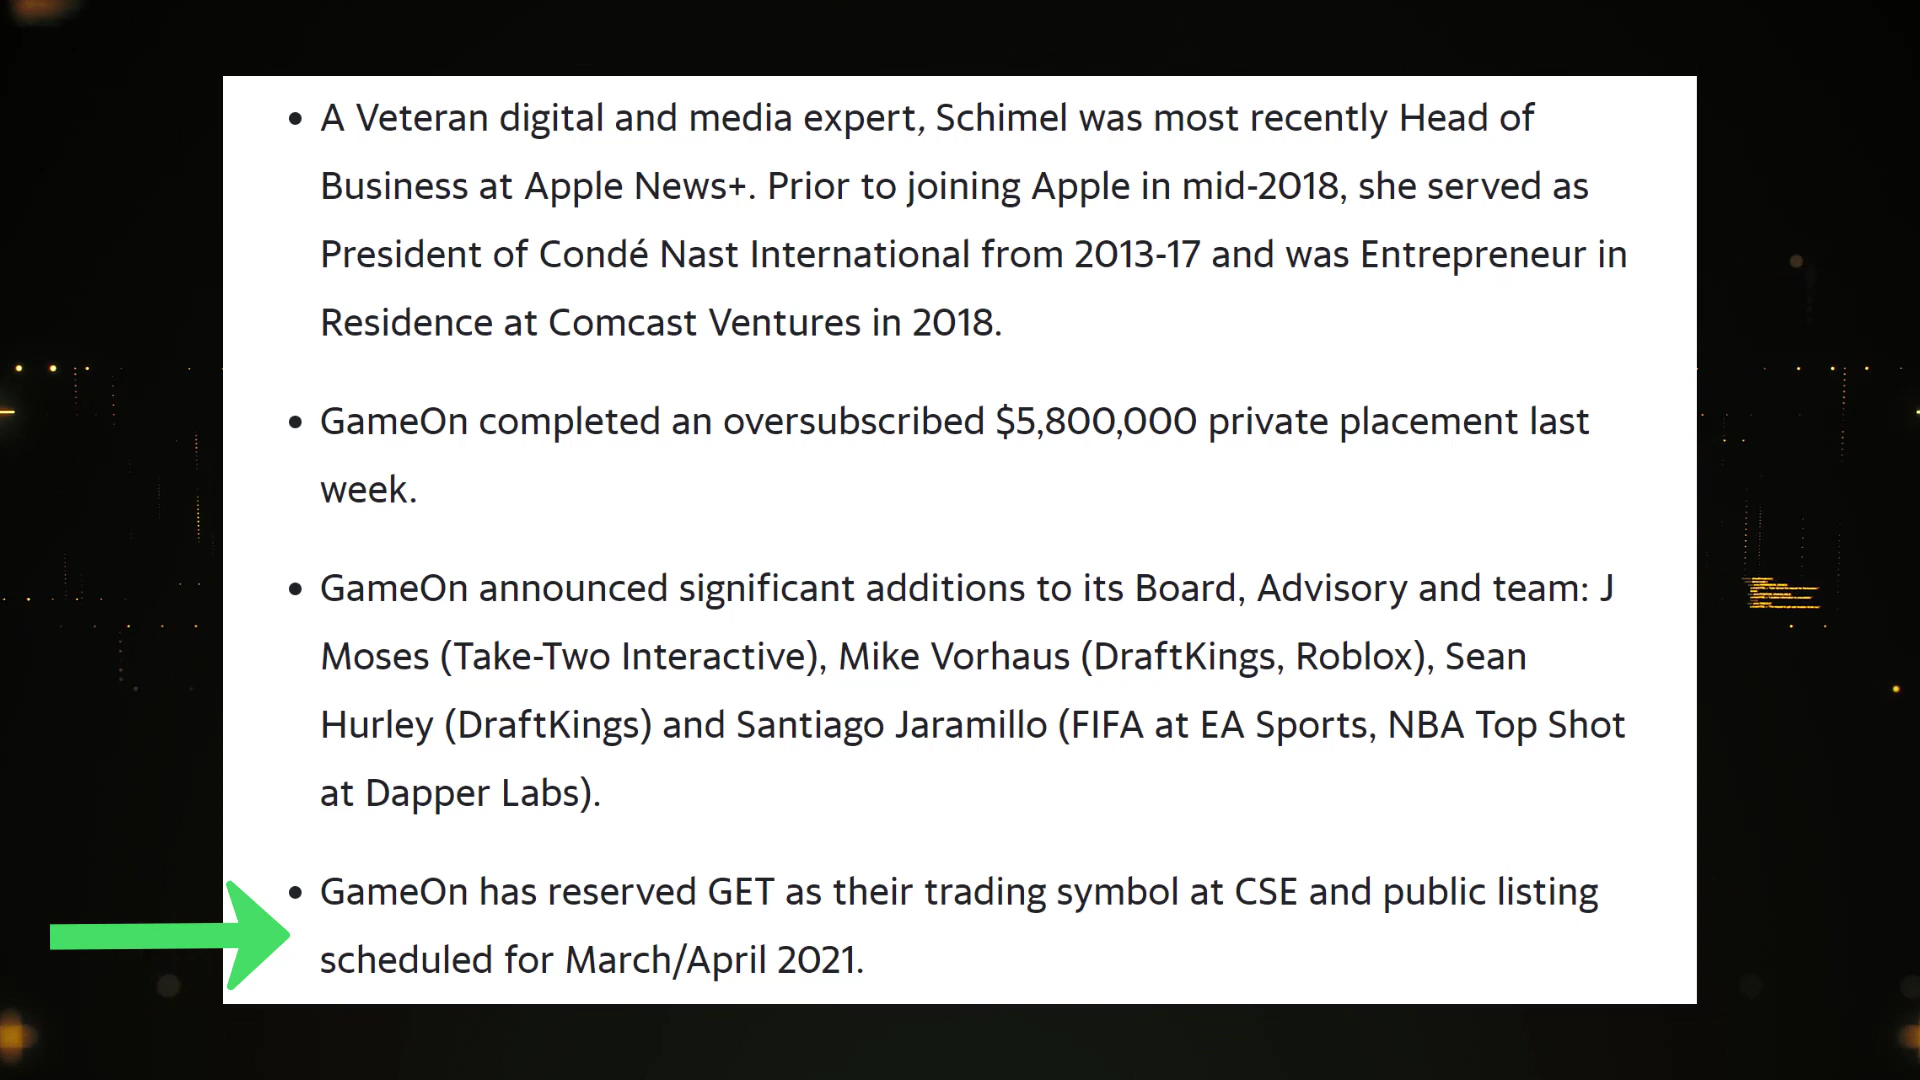 A Veteran digital and media expert, Schimel was most recently Head of
Business at Apple News+. Prior to joining Apple in mid-2018, she served as
President of Condé Nast International from 2013-17 and was Entrepreneur in
Residence at Comcast Ventures in 2018.
GameOn completed an oversubscribed $5,800,000 private placement last
week.
GameOn announced significant additions to its Board, Advisory and team: J
Moses (Take-Two Interactive), Mike Vorhaus (DraftKings, Roblox), Sean
Hurley (DraftKings) and Santiago Jaramillo (FIFA at EA Sports, NBA Top Shot
at Dapper Labs).
GameOn has reserved GET as their trading symbol at CSE and public listing
scheduled for March/April 2021.